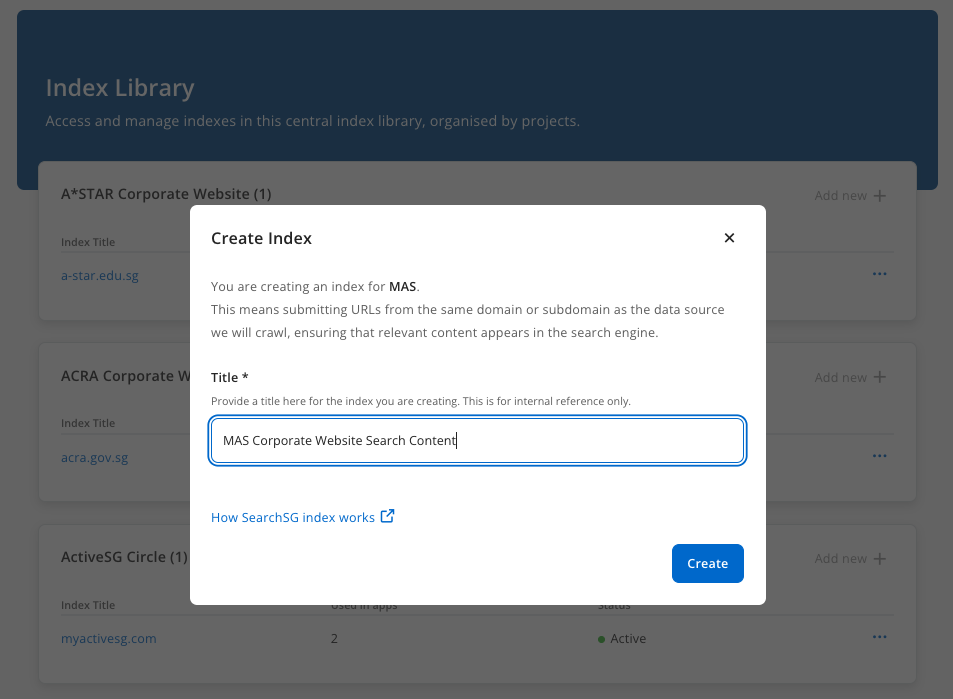 Index Library
Access and manage indexes in this central index library, organised by projects.
A*STAR Corporate Website (1)
Add new
Index Title
a-star.edu.sg
Create Index
You are creating an index for MAS.
This means submitting URLs from the same domain or subdomain as the data source
we will crawl, ensuring that relevant content appears in the search engine.
Title *
Provide a title here for the index you are creating. This is for internal reference only.
MAS Corporate Website Search Content
How SearchSG index works
Create
ACRA Corporate W
Add new
Index Title
acra.gov.sg
ActiveSG Circle (1)
Add new
Index Title Used in apps Status
myactivesg.com 2 Active